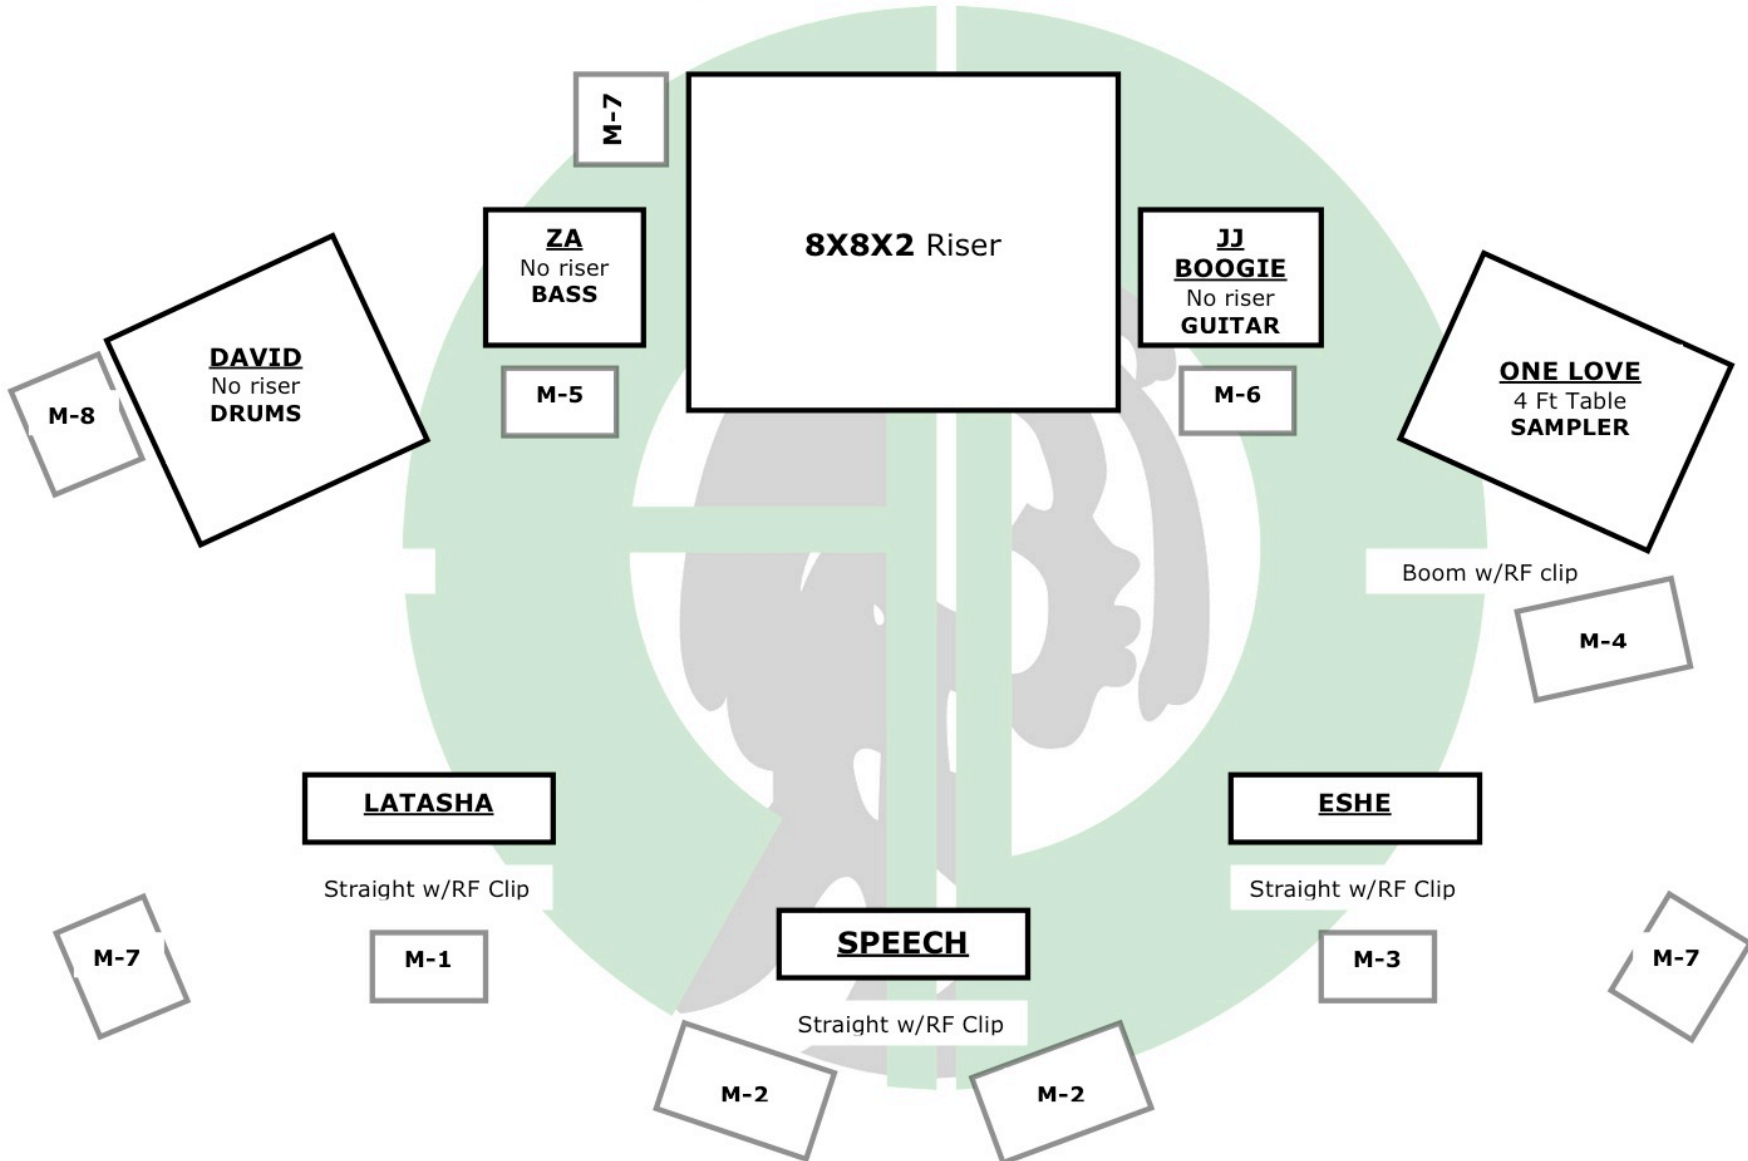 M-7
8X8X2 Riser
ZA
No riser
BASS
JJ
BOOGIE
No riser
GUITAR
DAVID
No riser
DRUMS
M-8
M-5
M-6
ONE LOVE
4 Ft Table
SAMPLER
Boom w/RF clip
M-4
LATASHA
ESHE
Straight w/RF Clip
Straight w/RF Clip
SPEECH
M-7
M-1
M-3
M-7
Straight w/RF Clip
M-2
M-2